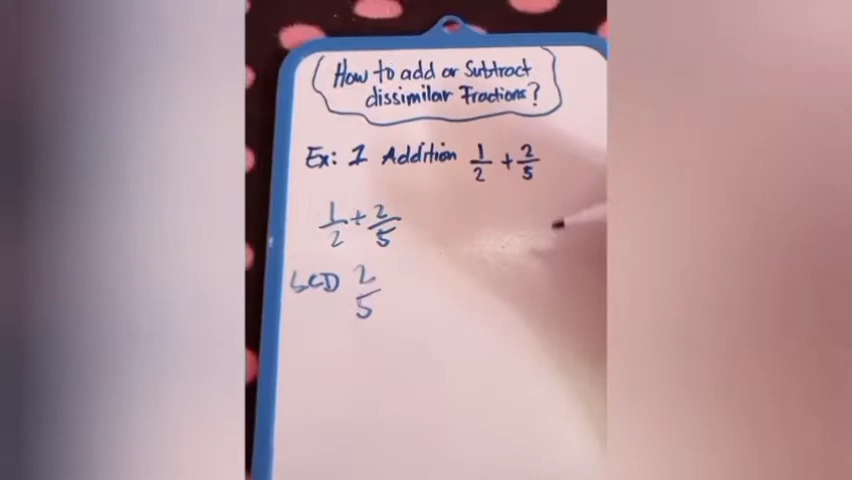 How to add or Subtract
dissimilar Fractions?
Ex: 1 Addition 1/2 + 2/5
1/2 + 2/5
LCD 2
5